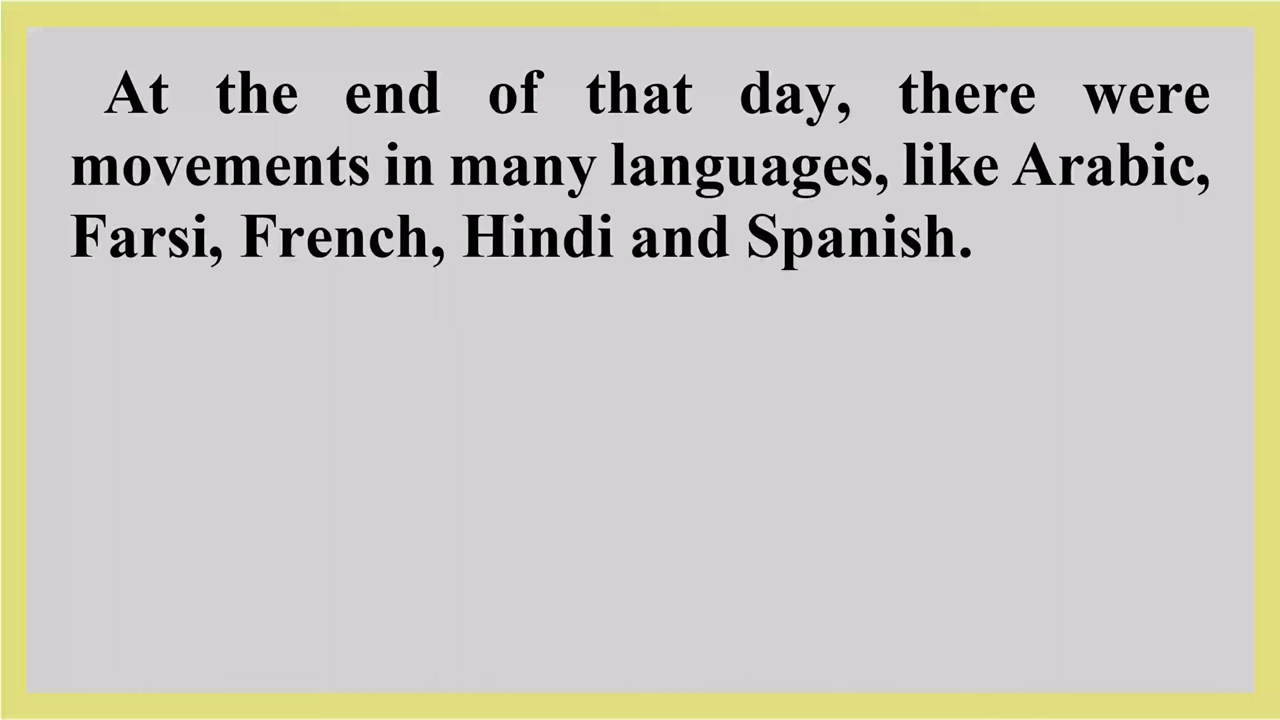 At the end of that day, there were
movements in many languages, like Arabic,
Farsi, French, Hindi and Spanish.